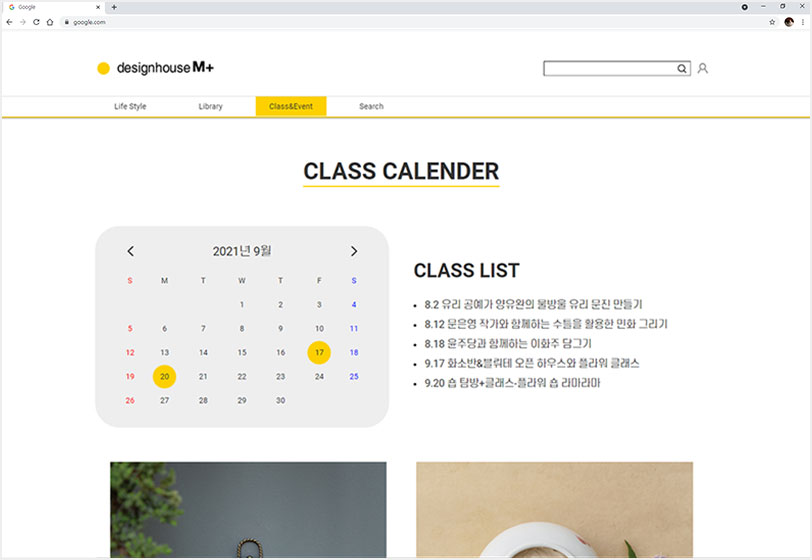 Google
google.com
designhouse M+
Life Style Library Class&Event Search
CLASS CALENDER
2021년 9월
S M T W T F S
1 2 3 4
5 6 7 8 9 10 11
12 13 14 15 16 17 18
19 20 21 22 23 24 25
26 27 28 29 30
CLASS LIST
8.2 유리 공예가 양유완의 물방울 유리 문진 만들기
8.12 문은영 작가와 함께하는 수틀을 활용한 민화 그리기
8.18 윤주당과 함께하는 이화주 담그기
9.17 화소반&블뤼테 오픈 하우스와 플라워 클래스
9.20 숍 탐방+클래스-플라워 숍 라마라마